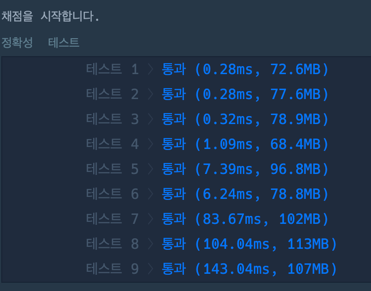 채점을 시작합니다.
정확성 테스트
테스트 1 〉 통과 (0.28ms, 72.6MB)
테스트 2 〉 통과 (0.28ms, 77.6MB)
테스트 3 〉 통과 (0.32ms, 78.9MB)
테스트 4 〉 통과 (1.09ms, 68.4MB)
테스트 5 〉 통과 (7.39ms, 96.8MB)
테스트 6 〉 통과 (6.24ms, 78.8MB)
테스트 7 〉 통과 (83.67ms, 102MB)
테스트 8 〉 통과 (104.04ms, 113MB)
테스트 9 〉 통과 (143.04ms, 107MB)